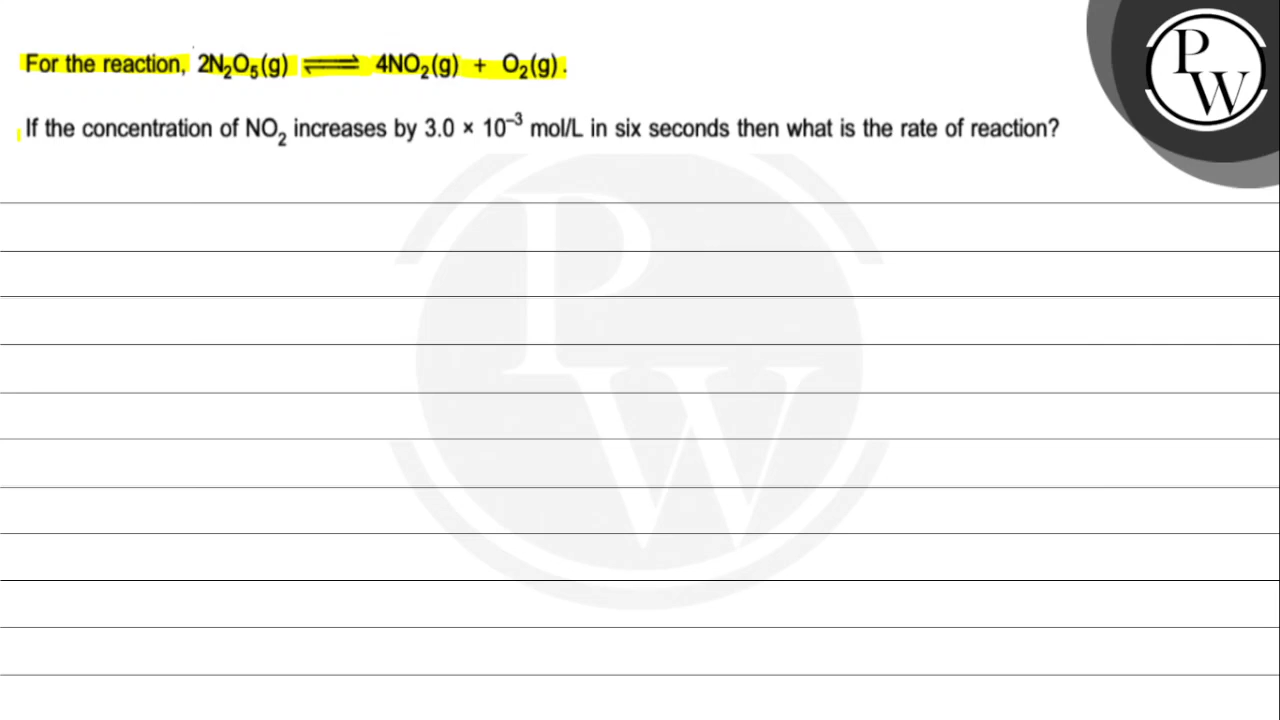 For the reaction, 2N₂O₅(g) ⇌ 4NO₂(g) + O₂(g).
If the concentration of NO₂ increases by 3.0 × 10⁻³ mol/L in six seconds then what is the rate of reaction?
PW
PW